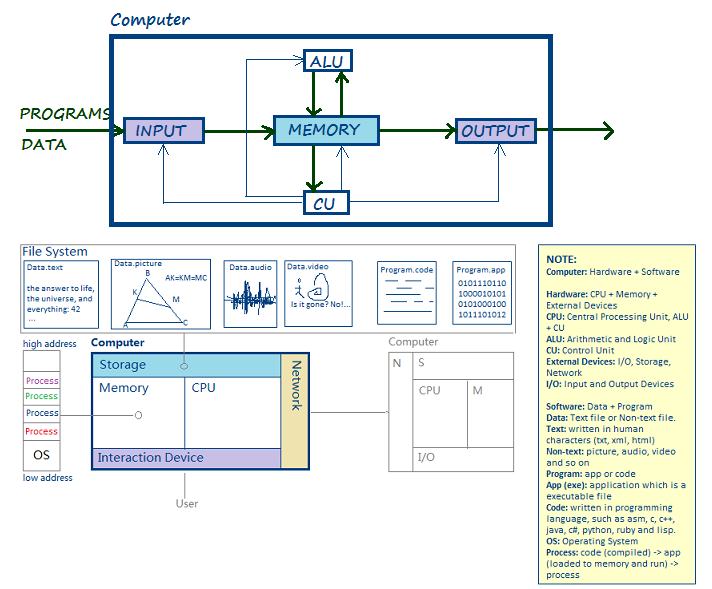 Computer
ALU
PROGRAMS
INPUT
MEMORY
OUTPUT
DATA
CU
File System
Data.text
the answer to life,
the universe, and
everything: 42
...
Data.picture
B
AK=KM=MC
K
M
A
C
Data.audio
Data.video
Is it gone? No!...
Program.code
Program.app
0101110110
1000010101
0101000100
1011101012
high address
Process
Process
Process
Process
OS
low address
Computer
Storage
Memory
CPU
Network
Interaction Device
User
Computer
N
S
CPU
M
I/O
NOTE:
Computer: Hardware + Software
Hardware: CPU + Memory +
External Devices
CPU: Central Processing Unit, ALU
+ CU
ALU: Arithmetic and Logic Unit
CU: Control Unit
External Devices: I/O, Storage,
Network
I/O: Input and Output Devices
Software: Data + Program
Data: Text file or Non-text file.
Text: written in human
characters (txt, xml, html)
Non-text: picture, audio, video
and so on
Program: app or code
App (exe): application which is a
executable file
Code: written in programming
language, such as asm, c, c++,
java, c#, python, ruby and lisp.
OS: Operating System
Process: code (compiled) -> app
(loaded to memory and run) ->
process